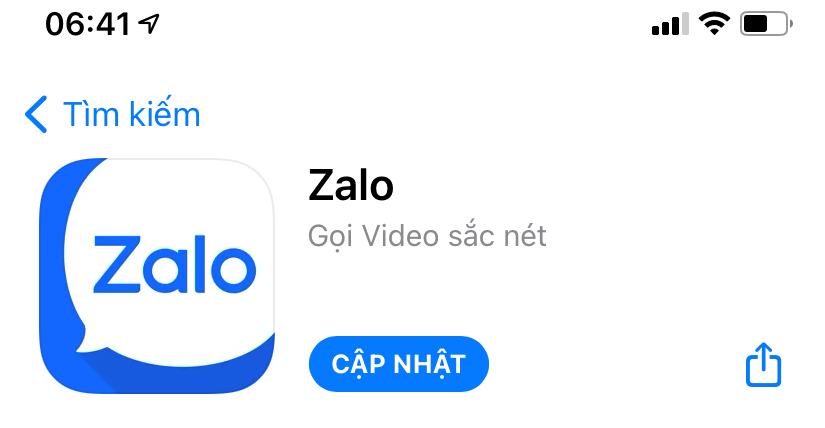 06:41
Tìm kiếm
Zalo
Zalo
Gọi Video sắc nét
CẬP NHẬT